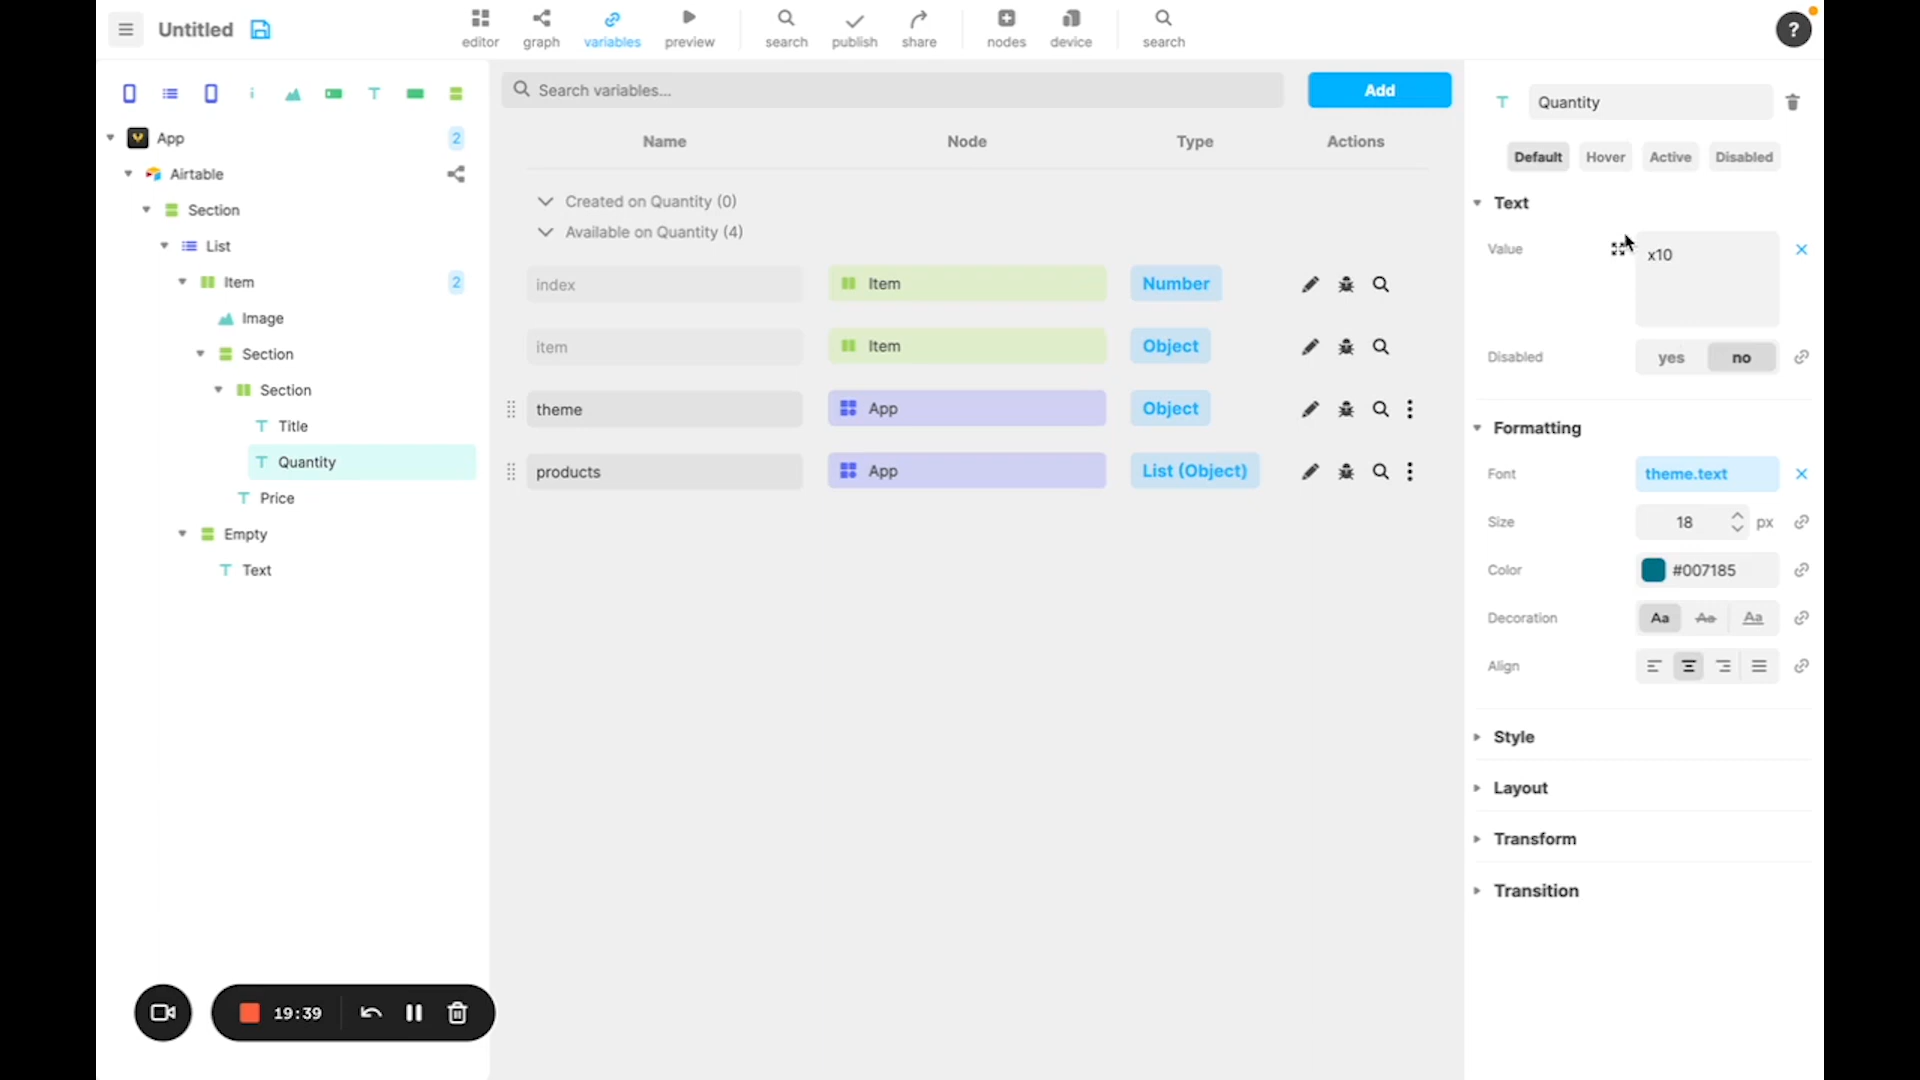 Untitled
editor
graph
variables
preview
search
publish
share
nodes
device
search
?
App
2
Airtable
Section
List
Item
2
Image
Section
Section
Title
Quantity
Price
Empty
Text
19:39
Search variables...
Add
Name
Node
Type
Actions
Created on Quantity (0)
Available on Quantity (4)
index
Item
Number
item
Item
Object
theme
App
Object
products
App
List (Object)
Quantity
Default
Hover
Active
Disabled
Text
Value
x10
Disabled
yes
no
Formatting
Font
theme.text
Size
18
px
Color
#007185
Decoration
Aa
Aa
Aa
Align
Style
Layout
Transform
Transition